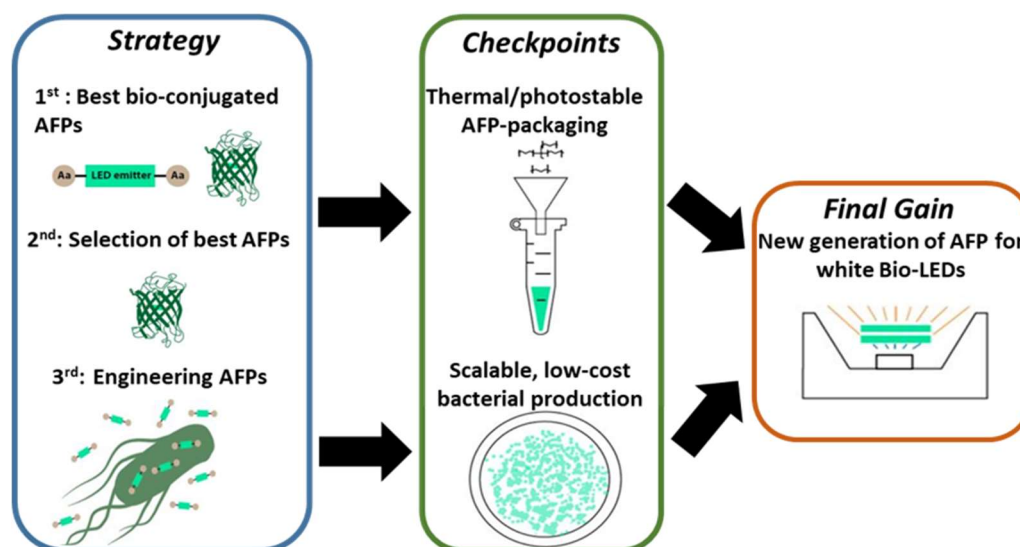 Strategy
1st : Best bio-conjugated
AFPs
Aa
LED emitter
Aa
2nd: Selection of best AFPs
3rd: Engineering AFPs
Checkpoints
Thermal/photostable
AFP-packaging
Scalable, low-cost
bacterial production
Final Gain
New generation of AFP for
white Bio-LEDs